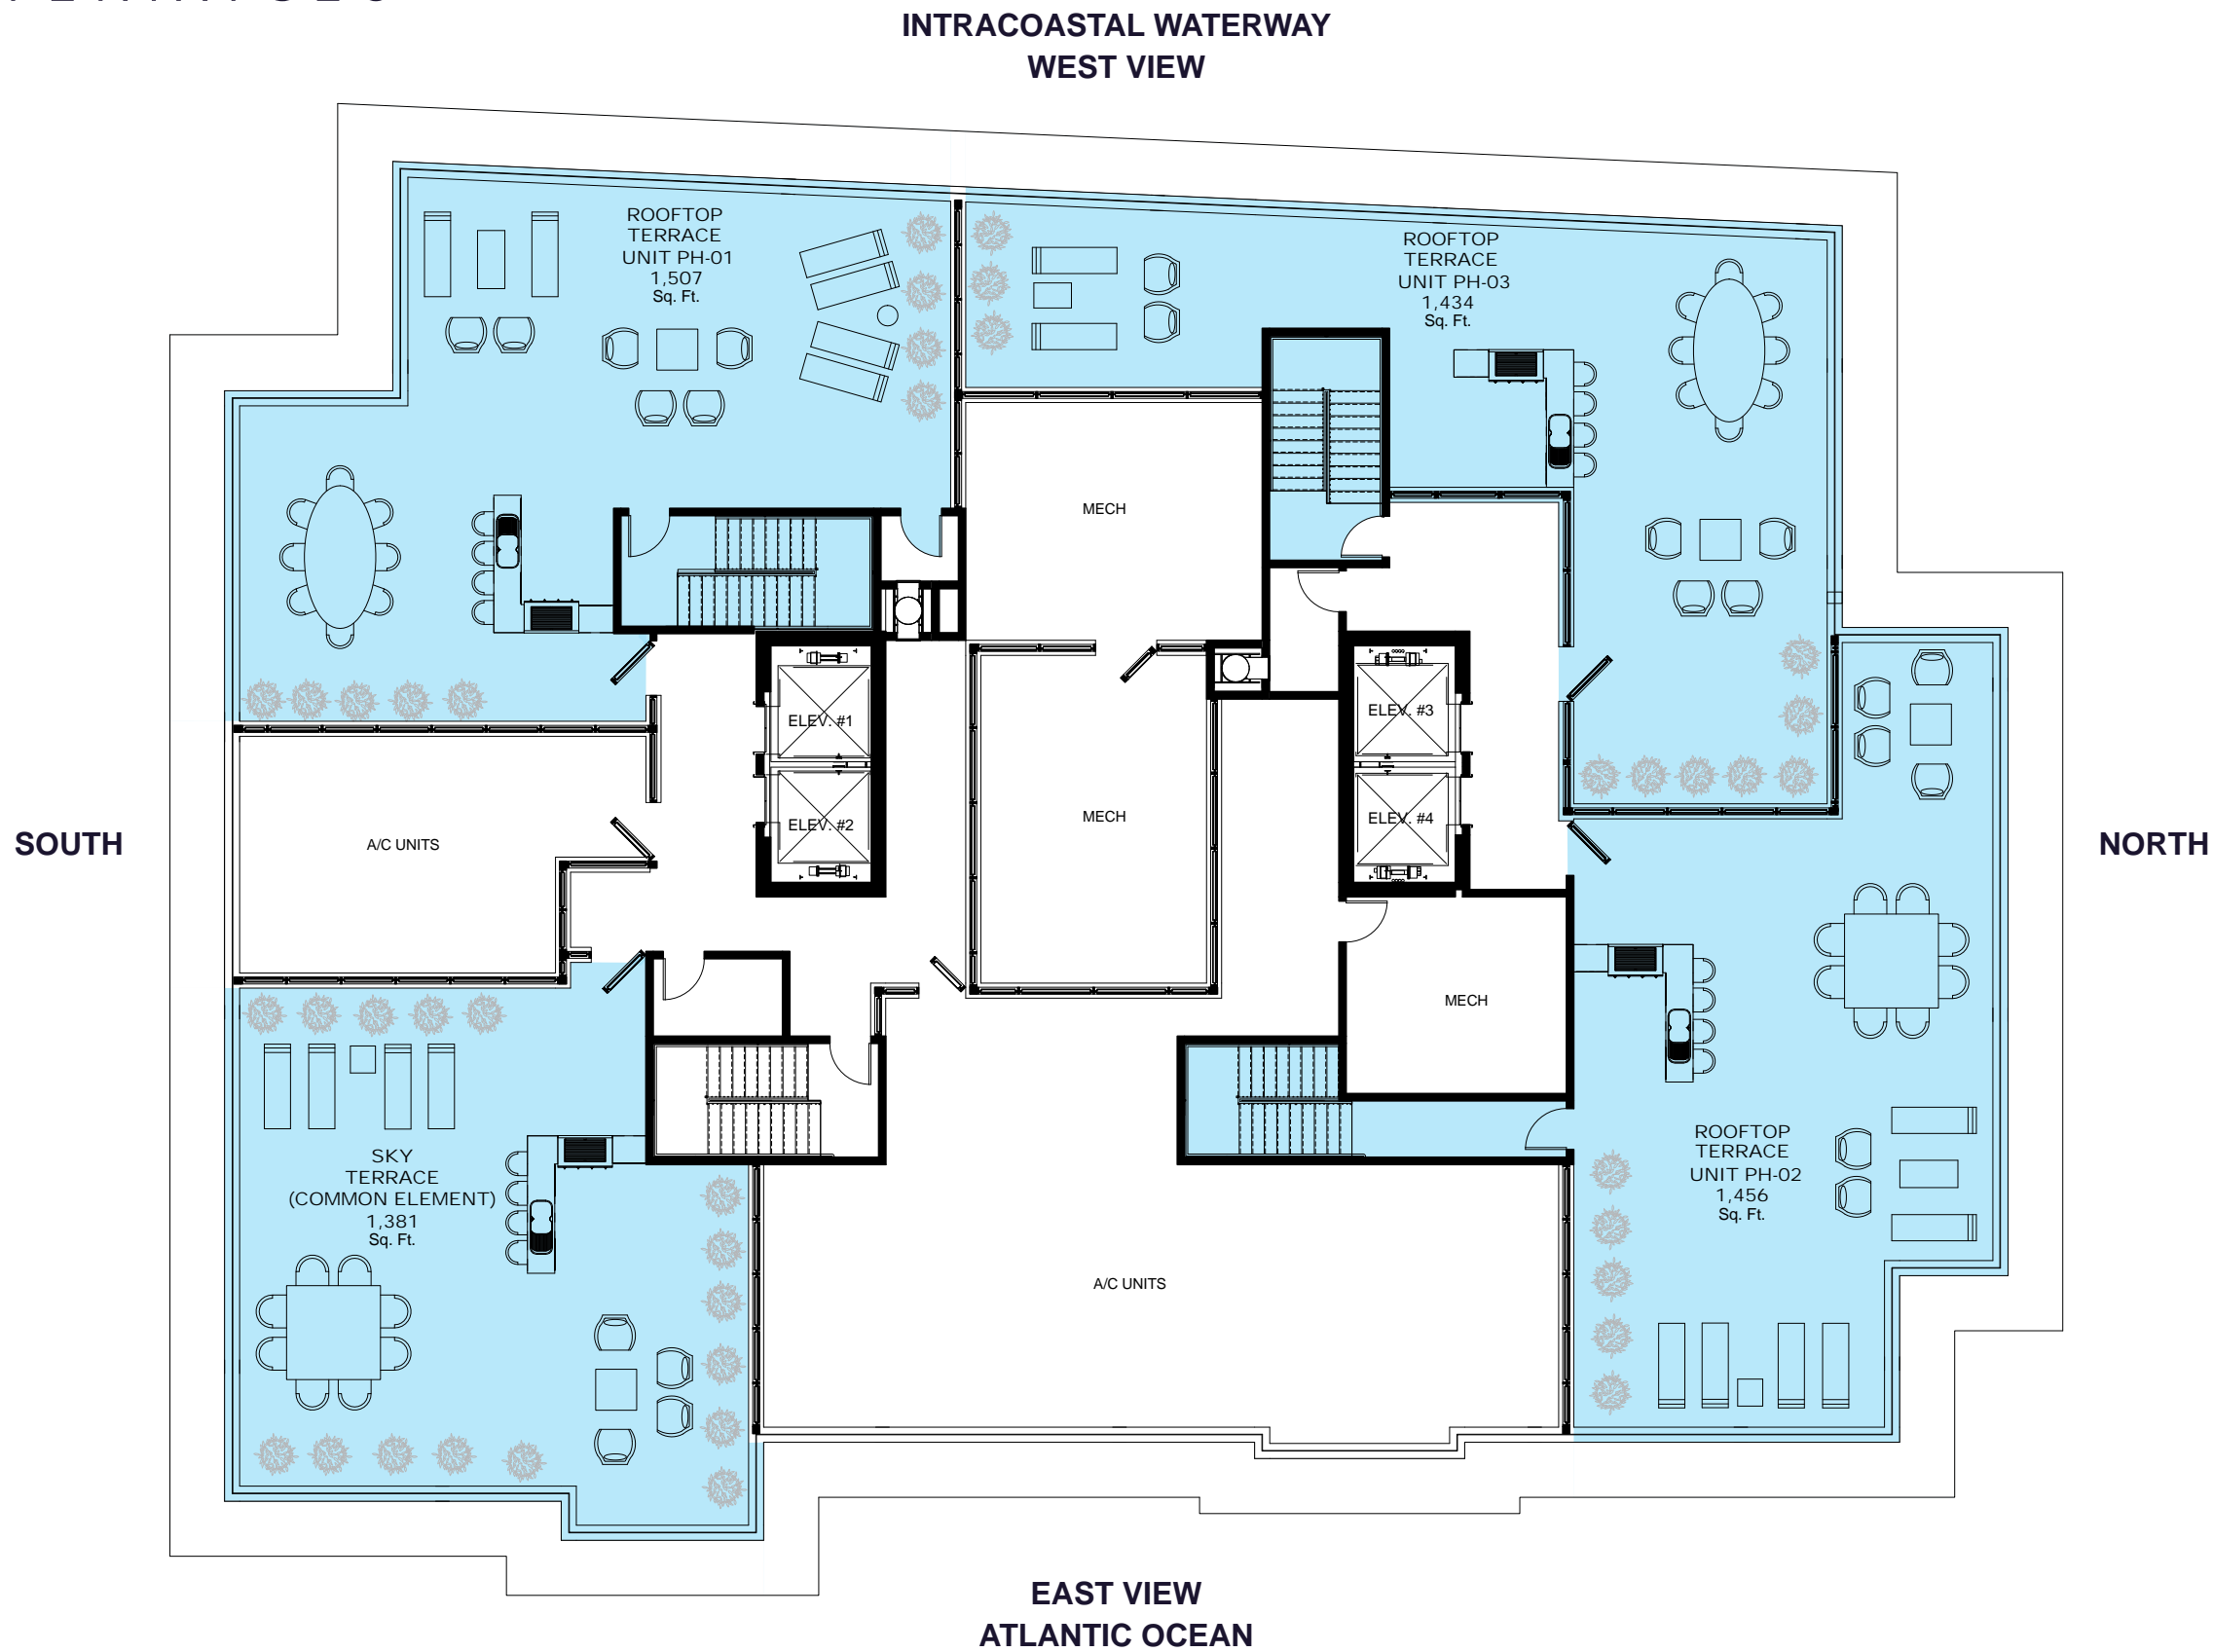 INTRACOASTAL WATERWAY
WEST VIEW
ROOFTOP
TERRACE
UNIT PH-01
1,507
Sq. Ft.
ROOFTOP
TERRACE
UNIT PH-03
1,434
Sq. Ft.
MECH
ELEV. #1
ELEV. #3
ELEV. #2
ELEV. #4
MECH
SOUTH
A/C UNITS
NORTH
MECH
SKY
TERRACE
(COMMON ELEMENT)
1,381
Sq. Ft.
ROOFTOP
TERRACE
UNIT PH-02
1,456
Sq. Ft.
A/C UNITS
EAST VIEW
ATLANTIC OCEAN